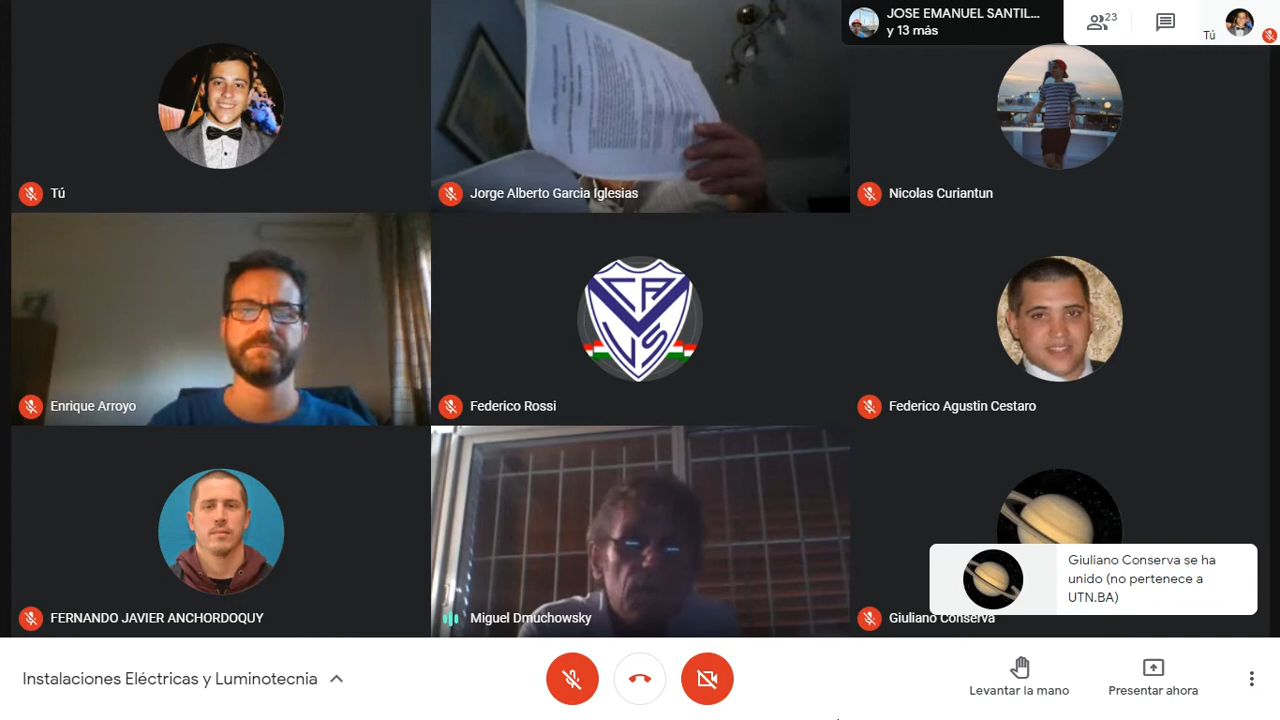 JOSE EMANUEL SANTIL...
y 13 más
23
Tú
Tú
Jorge Alberto Garcia Iglesias
Nicolas Curiantun
Enrique Arroyo
Federico Rossi
Federico Agustin Cestaro
FERNANDO JAVIER ANCHORDOQUY
Miguel Dmuchowsky
Giuliano Conserva
Giuliano Conserva se ha
unido (no pertenece a
UTN.BA)
Instalaciones Eléctricas y Luminotecnia
Levantar la mano
Presentar ahora